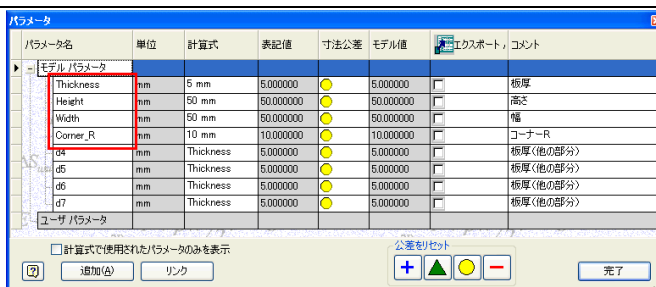 パラメータ
パラメータ名 単位 計算式 表記値 寸法公差 モデル値 エクスポート, コメント
モデル パラメータ
Thickness mm 5 mm 5.000000 5.000000 板厚
Height mm 50 mm 50.000000 50.000000 高さ
Width mm 50 mm 50.000000 50.000000 幅
Corner_R mm 10 mm 10.000000 10.000000 コーナーR
d4 mm Thickness 5.000000 5.000000 板厚(他の部分)
d5 mm Thickness 5.000000 5.000000 板厚(他の部分)
d6 mm Thickness 5.000000 5.000000 板厚(他の部分)
d7 mm Thickness 5.000000 5.000000 板厚(他の部分)
ユーザ パラメータ
計算式で使用されたパラメータのみを表示
公差をリセット
追加(A) リンク 完了